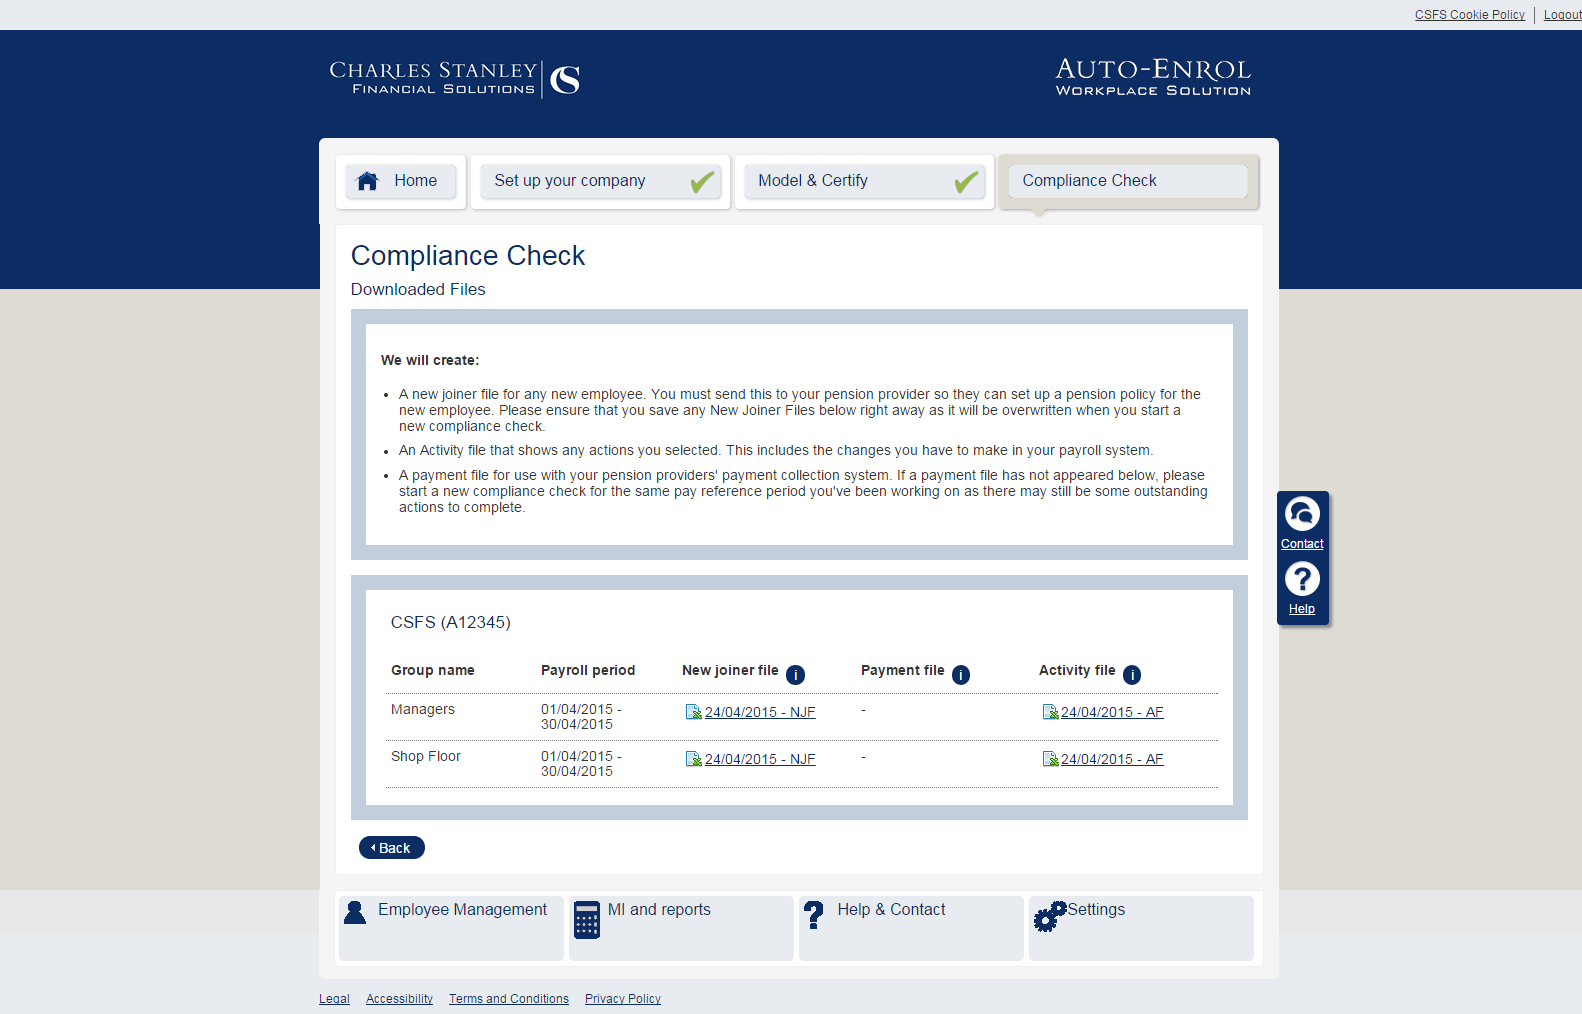 CSFS Cookie Policy
Logout
CHARLES STANLEY
FINANCIAL SOLUTIONS
AUTO-ENROL
WORKPLACE SOLUTION
Home
Set up your company
Model & Certify
Compliance Check
Compliance Check
Downloaded Files
We will create:
• A new joiner file for any new employee. You must send this to your pension provider so they can set up a pension policy for the
new employee. Please ensure that you save any New Joiner Files below right away as it will be overwritten when you start a
new compliance check.
• An Activity file that shows any actions you selected. This includes the changes you have to make in your payroll system.
• A payment file for use with your pension providers' payment collection system. If a payment file has not appeared below, please
start a new compliance check for the same pay reference period you've been working on as there may still be some outstanding
actions to complete.
Contact
Help
CSFS (A12345)
Group name Payroll period New joiner file i Payment file i Activity file i
Managers 01/04/2015 - 24/04/2015 - NJF - 24/04/2015 - AF
30/04/2015
Shop Floor 01/04/2015 - 24/04/2015 - NJF - 24/04/2015 - AF
30/04/2015
Back
Employee Management
MI and reports
Help & Contact
Settings
Legal Accessibility Terms and Conditions Privacy Policy